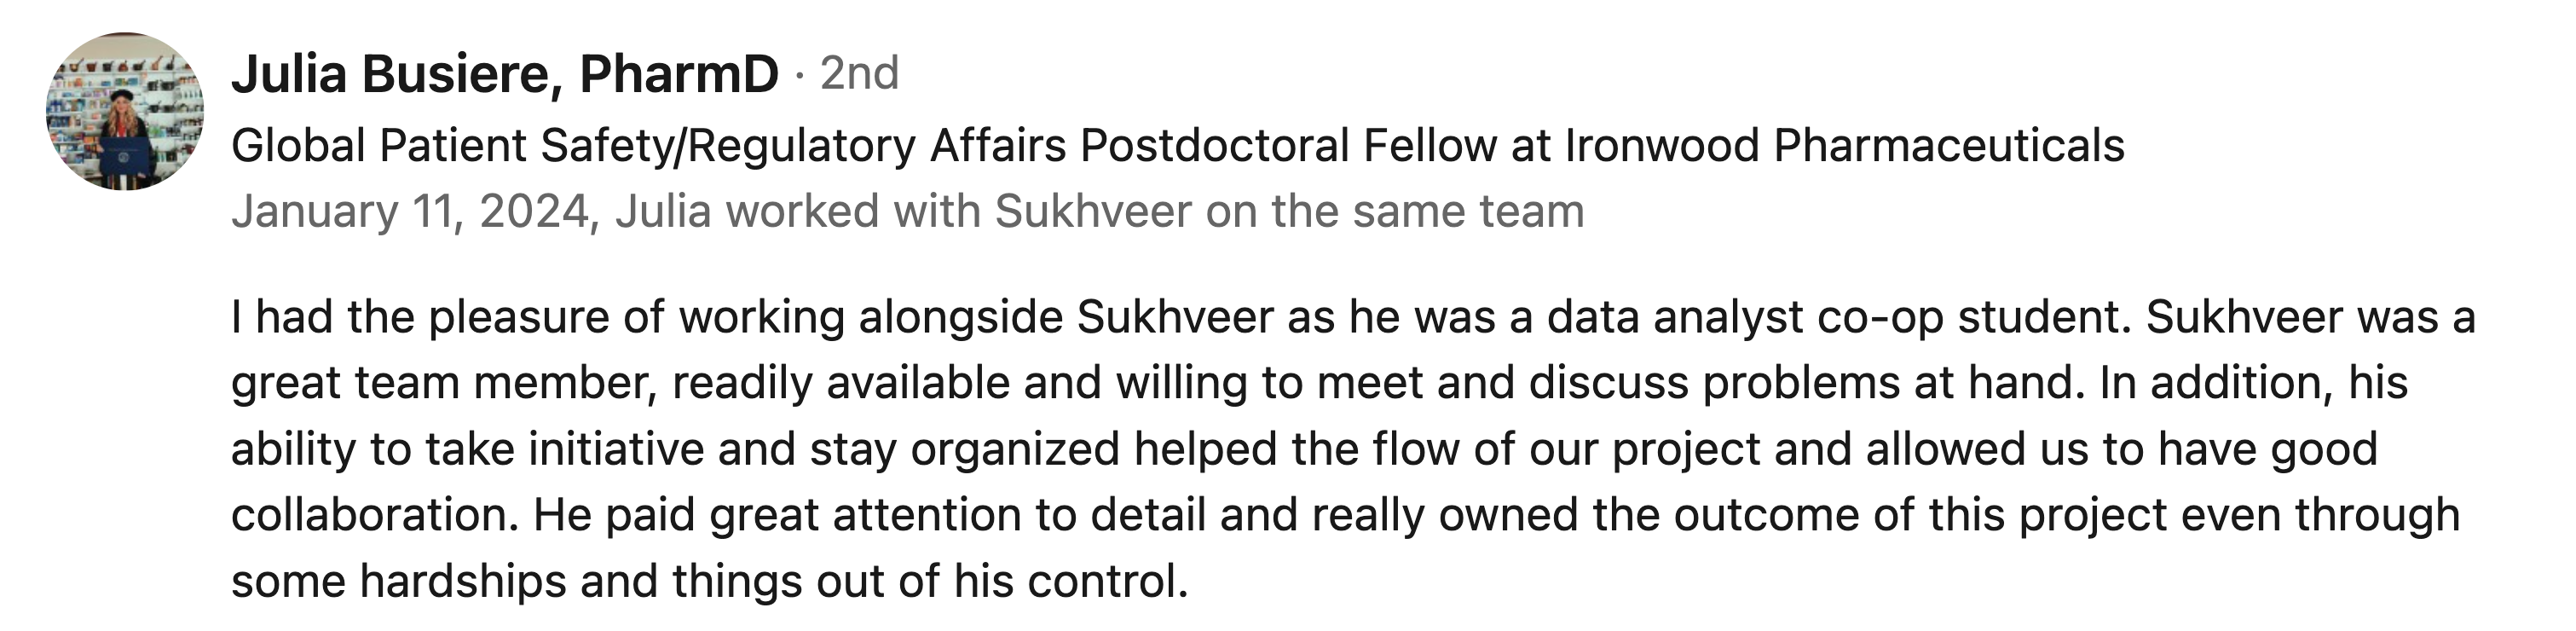 Julia Busiere, PharmD · 2nd
Global Patient Safety/Regulatory Affairs Postdoctoral Fellow at Ironwood Pharmaceuticals
January 11, 2024, Julia worked with Sukhveer on the same team
I had the pleasure of working alongside Sukhveer as he was a data analyst co-op student. Sukhveer was a
great team member, readily available and willing to meet and discuss problems at hand. In addition, his
ability to take initiative and stay organized helped the flow of our project and allowed us to have good
collaboration. He paid great attention to detail and really owned the outcome of this project even through
some hardships and things out of his control.